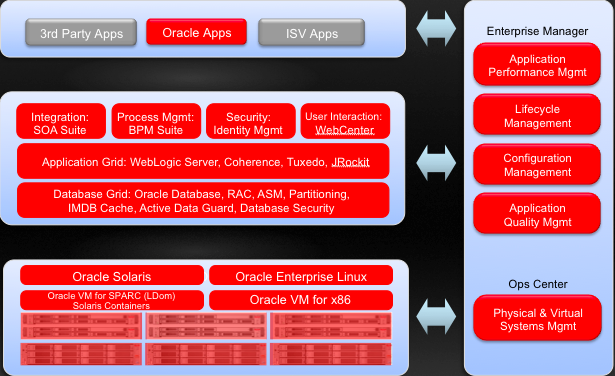 3rd Party Apps
Oracle Apps
ISV Apps
Integration:
SOA Suite
Process Mgmt:
BPM Suite
Security:
Identity Mgmt
User Interaction:
WebCenter
Application Grid: WebLogic Server, Coherence, Tuxedo, JRockit
Database Grid: Oracle Database, RAC, ASM, Partitioning,
IMDB Cache, Active Data Guard, Database Security
Oracle Solaris
Oracle Enterprise Linux
Oracle VM for SPARC (LDom)
Solaris Containers
Oracle VM for x86
Enterprise Manager
Application
Performance Mgmt
Lifecycle
Management
Configuration
Management
Application
Quality Mgmt
Ops Center
Physical & Virtual
Systems Mgmt